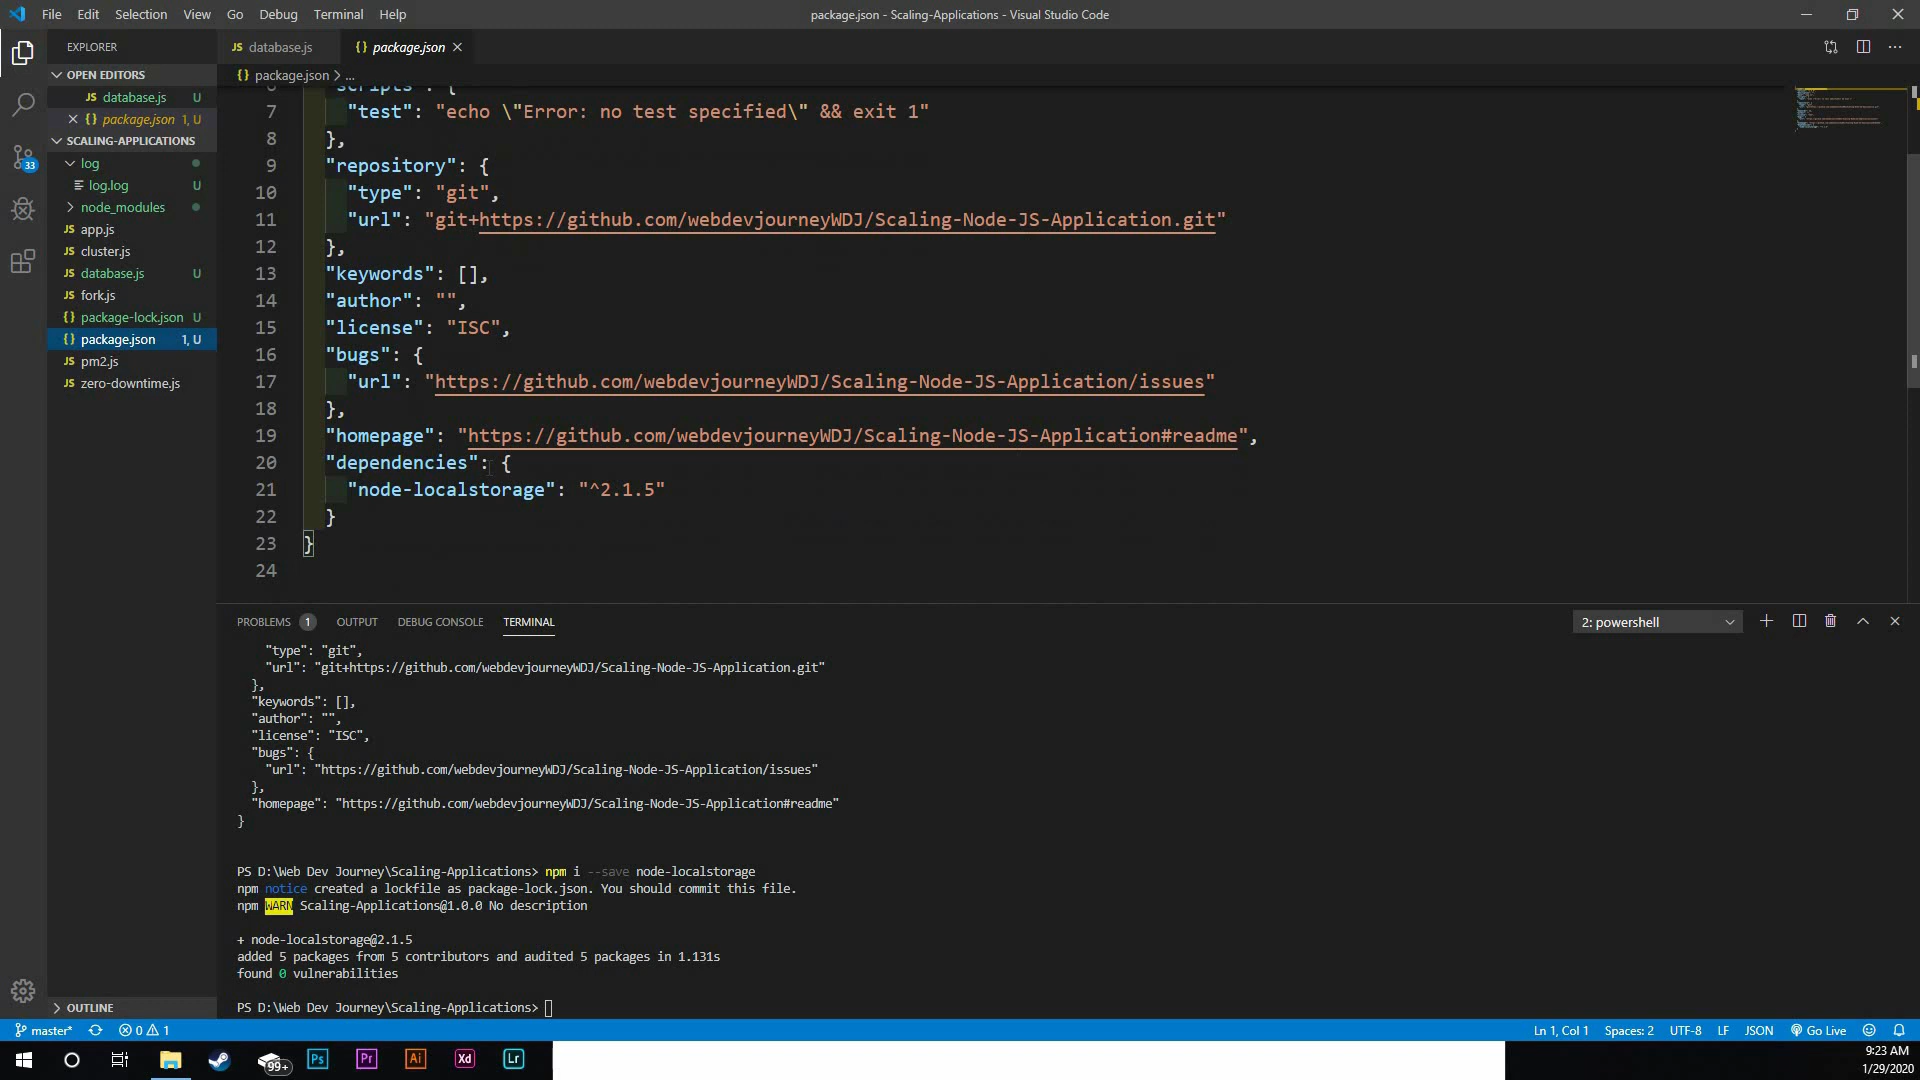 File Edit Selection View Go Debug Terminal Help
package.json - Scaling-Applications - Visual Studio Code
EXPLORER
OPEN EDITORS
JS database.js U
{} package.json 1, U
SCALING-APPLICATIONS
log
log.log U
node_modules
JS app.js
JS cluster.js
JS database.js U
JS fork.js
{} package-lock.json U
{} package.json 1, U
JS pm2.js
JS zero-downtime.js
33
OUTLINE
JS database.js
{} package.json
{} package.json > ...
6 "scripts": {
7 "test": "echo \"Error: no test specified\" && exit 1"
8 },
9 "repository": {
10 "type": "git",
11 "url": "git+https://github.com/webdevjourneyWDJ/Scaling-Node-JS-Application.git"
12 },
13 "keywords": [],
14 "author": "",
15 "license": "ISC",
16 "bugs": {
17 "url": "https://github.com/webdevjourneyWDJ/Scaling-Node-JS-Application/issues"
18 },
19 "homepage": "https://github.com/webdevjourneyWDJ/Scaling-Node-JS-Application#readme",
20 "dependencies": {
21 "node-localstorage": "^2.1.5"
22 }
23 }
24
PROBLEMS 1 OUTPUT DEBUG CONSOLE TERMINAL
2: powershell
"type": "git",
"url": "git+https://github.com/webdevjourneyWDJ/Scaling-Node-JS-Application.git"
},
"keywords": [],
"author": "",
"license": "ISC",
"bugs": {
"url": "https://github.com/webdevjourneyWDJ/Scaling-Node-JS-Application/issues"
},
"homepage": "https://github.com/webdevjourneyWDJ/Scaling-Node-JS-Application#readme"
}
PS D:\Web Dev Journey\Scaling-Applications> npm i --save node-localstorage
npm notice created a lockfile as package-lock.json. You should commit this file.
npm WARN Scaling-Applications@1.0.0 No description
+ node-localstorage@2.1.5
added 5 packages from 5 contributors and audited 5 packages in 1.131s
found 0 vulnerabilities
PS D:\Web Dev Journey\Scaling-Applications>
master* 0 1
Ln 1, Col 1 Spaces: 2 UTF-8 LF JSON Go Live
99+ Ps Pr Ai Xd Lr
9:23 AM
1/29/2020